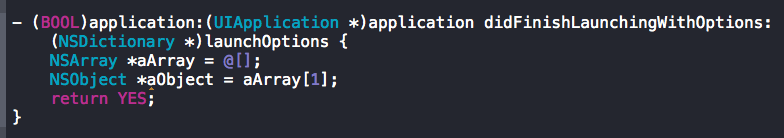 - (BOOL)application:(UIApplication *)application didFinishLaunchingWithOptions:
(NSDictionary *)launchOptions {
NSArray *aArray = @[];
NSObject *aObject = aArray[1];
return YES;
}